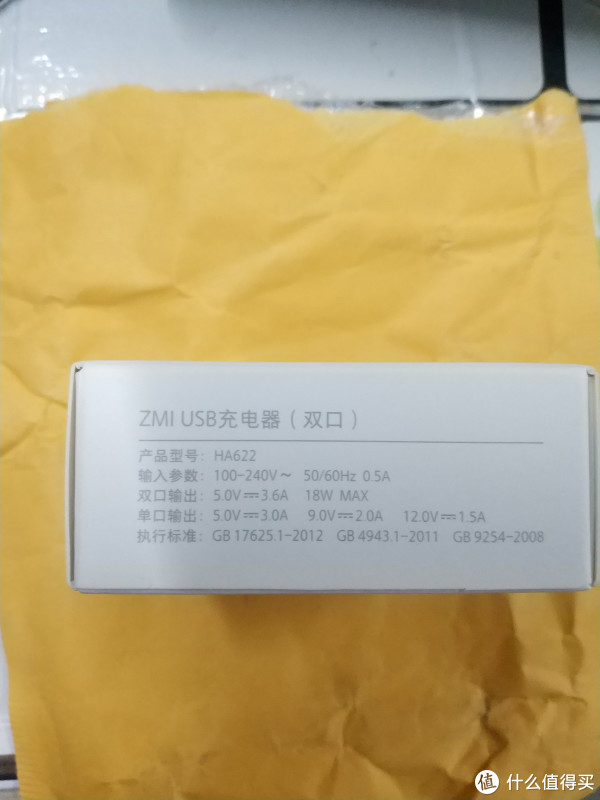 ZMI USB充电器（双口）
产品型号：HA622
输入参数：100-240V～ 50/60Hz 0.5A
双口输出：5.0V⎓3.6A 18W MAX
单口输出：5.0V⎓3.0A 9.0V⎓2.0A 12.0V⎓1.5A
执行标准：GB 17625.1-2012 GB 4943.1-2011 GB 9254-2008
值 什么值得买